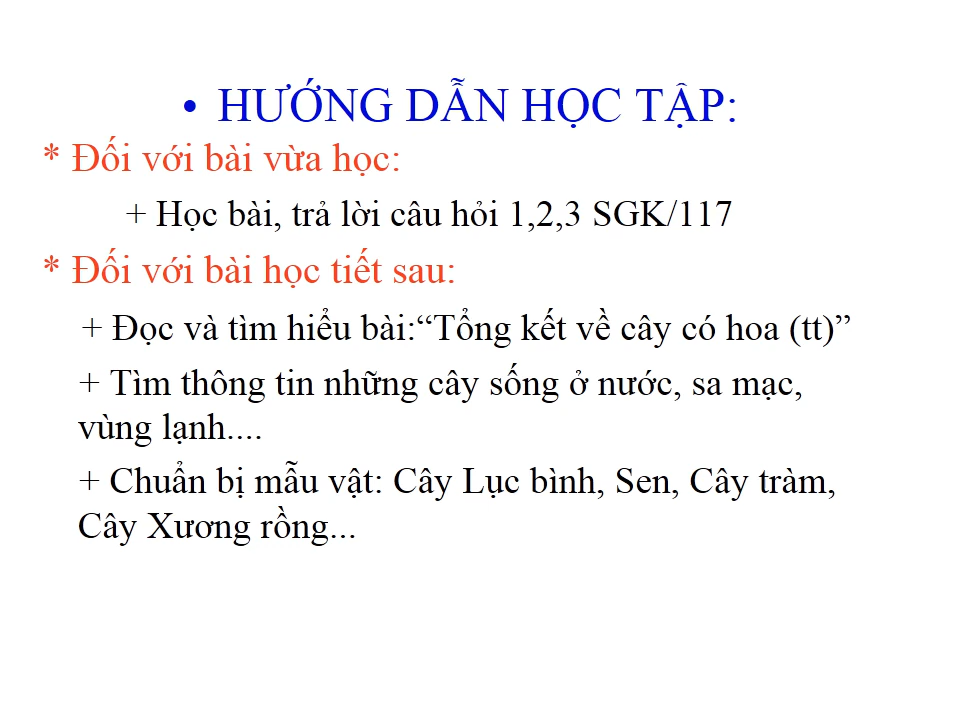 • HƯỚNG DẪN HỌC TẬP:
* Đối với bài vừa học:
+ Học bài, trả lời câu hỏi 1,2,3 SGK/117
* Đối với bài học tiết sau:
+ Đọc và tìm hiểu bài:“Tổng kết về cây có hoa (tt)”
+ Tìm thông tin những cây sống ở nước, sa mạc,
vùng lạnh....
+ Chuẩn bị mẫu vật: Cây Lục bình, Sen, Cây tràm,
Cây Xương rồng...